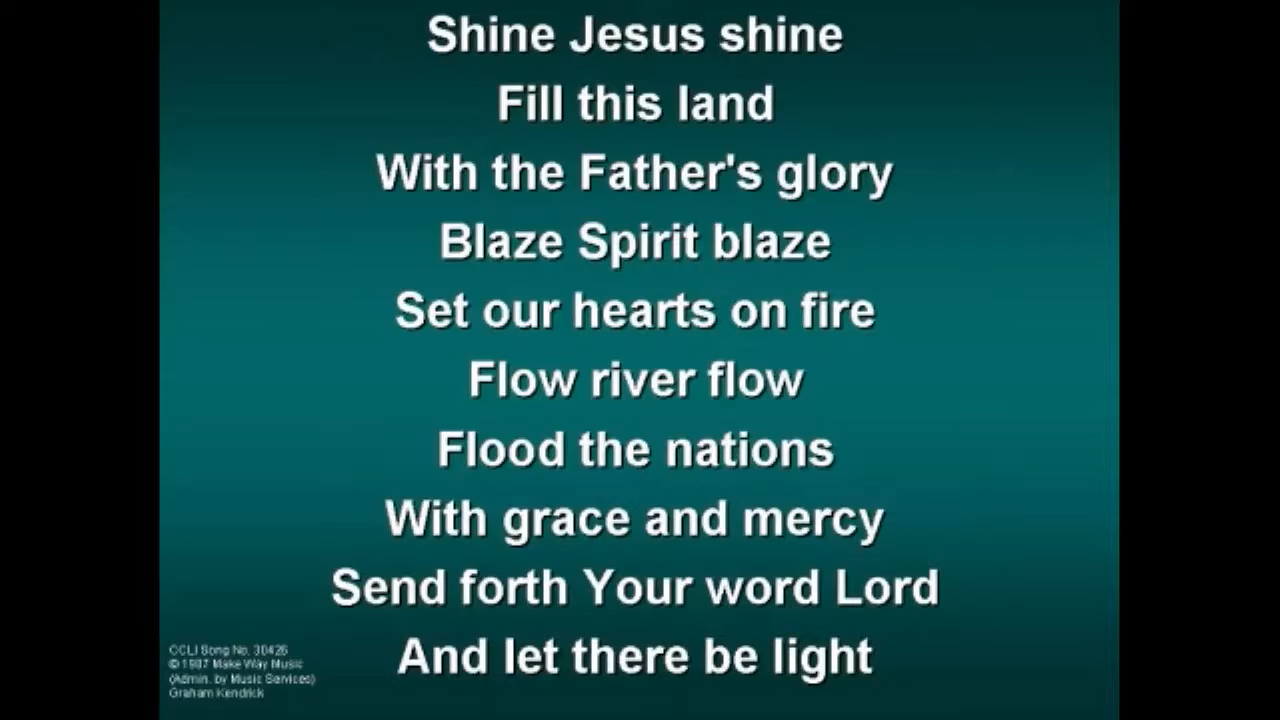 Shine Jesus shine
Fill this land
With the Father's glory
Blaze Spirit blaze
Set our hearts on fire
Flow river flow
Flood the nations
With grace and mercy
Send forth Your word Lord
And let there be light
CCLI Song No. 30426
© 1987 Make Way Music
(Admin. by Music Services)
Graham Kendrick